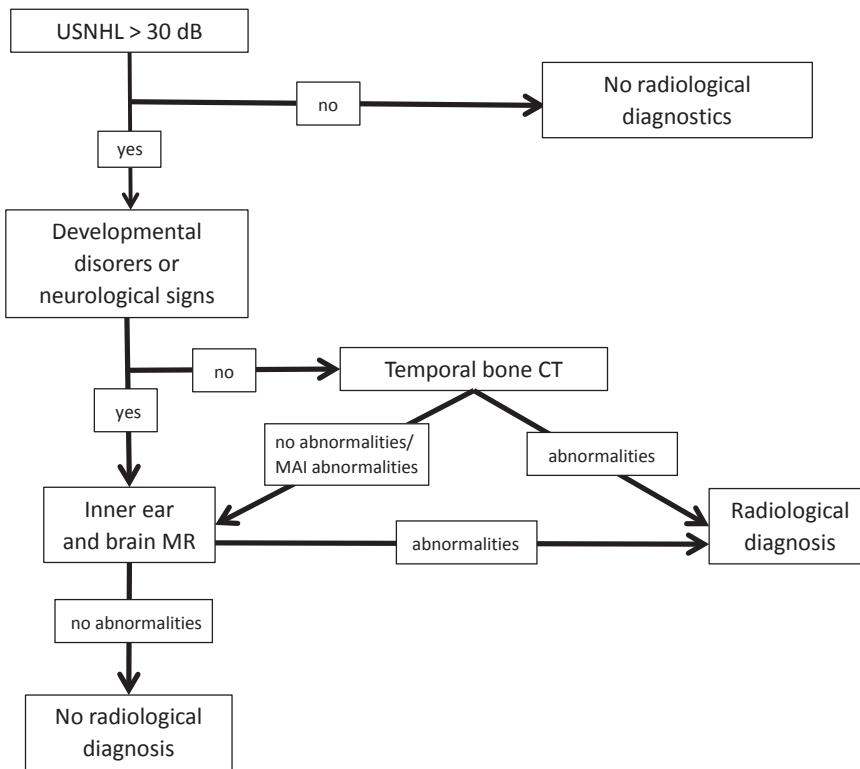 USNHL > 30 dB
no
No radiological
diagnostics
yes
Developmental
disorers or
neurological signs
no
Temporal bone CT
yes
no abnormalities/
MAI abnormalities
abnormalities
Inner ear
and brain MR
abnormalities
Radiological
diagnosis
no abnormalities
No radiological
diagnosis